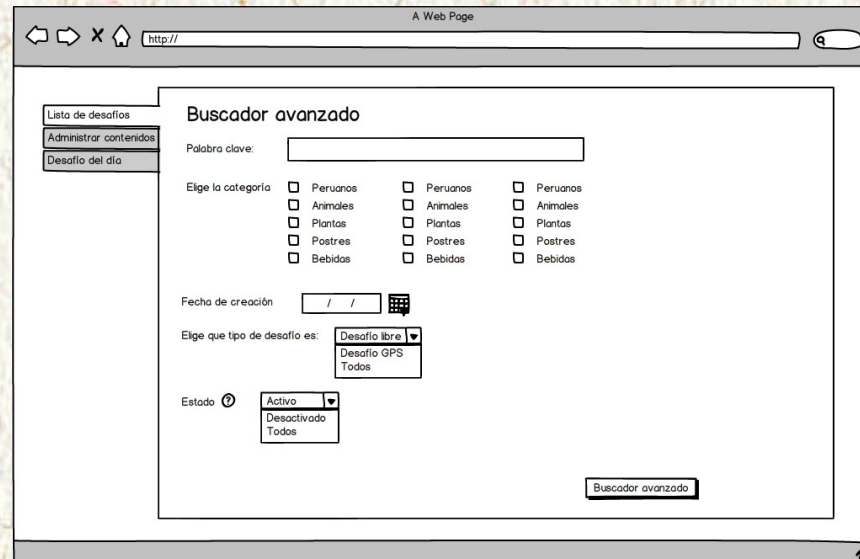 A Web Page
http://
Lista de desafíos
Administrar contenidos
Desafío del día
Buscador avanzado
Palabra clave:
Elige la categoría
Peruanos Peruanos Peruanos
Animales Animales Animales
Plantas Plantas Plantas
Postres Postres Postres
Bebidas Bebidas Bebidas
Fecha de creación / /
Elige que tipo de desafío es: Desafío libre
Desafío GPS
Todos
Estado ? Activo
Desactivado
Todos
Buscador avanzado